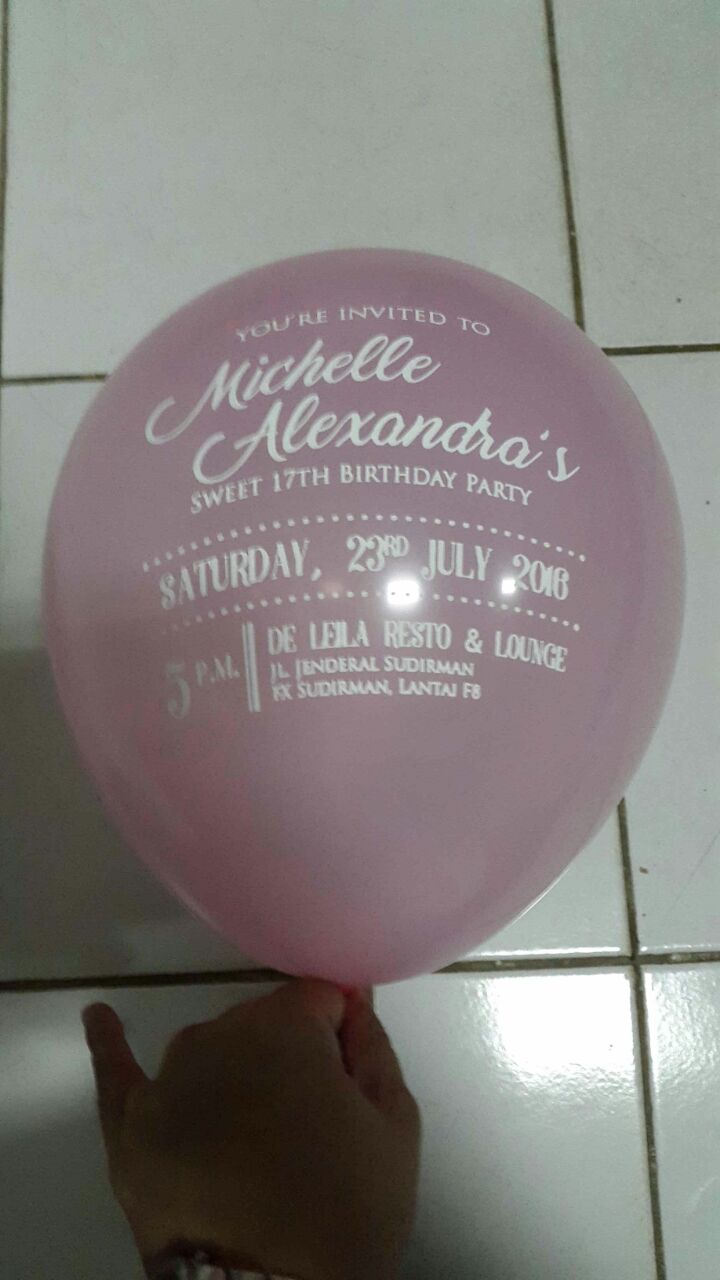 YOU'RE INVITED TO
Michelle
Alexandra's
SWEET 17TH BIRTHDAY PARTY
SATURDAY, 23RD JULY 2016
5 P.M.
DE LEILA RESTO & LOUNGE
JL. JENDERAL SUDIRMAN
FX SUDIRMAN, LANTAI F8